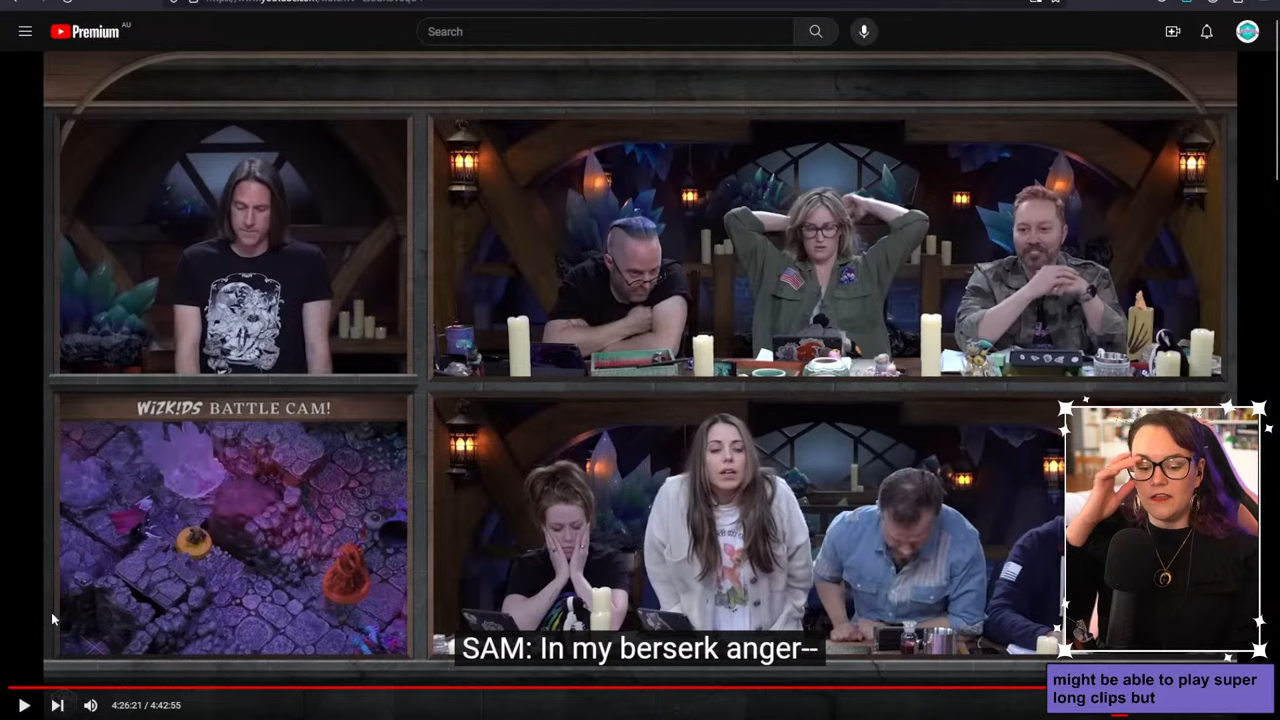 Premium AU
Search
WIZKIDS BATTLE CAM!
SAM: In my berserk anger--
might be able to play super
long clips but
4:26:21 / 4:42:55